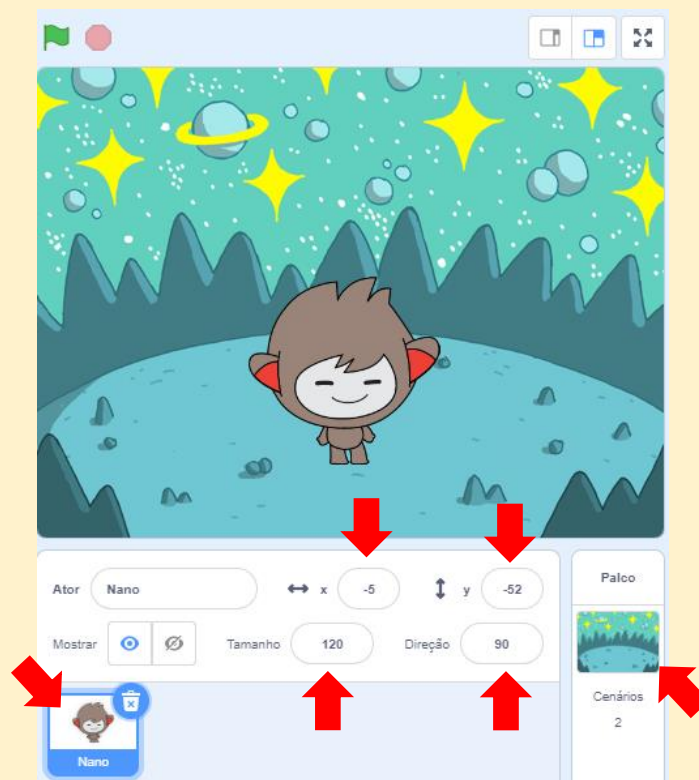 Ator Nano x -5 y -52
Mostrar Tamanho 120 Direção 90
Nano
Palco
Cenários
2